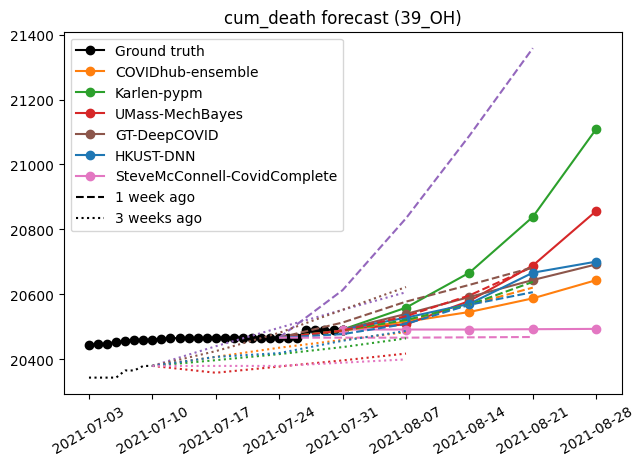 cum_death forecast (39_OH)
21400
21200
21000
20800
20600
20400
Ground truth
COVIDhub-ensemble
Karlen-pypm
UMass-MechBayes
GT-DeepCOVID
HKUST-DNN
SteveMcConnell-CovidComplete
1 week ago
3 weeks ago
2021-07-03
2021-07-10
2021-07-17
2021-07-24
2021-07-31
2021-08-07
2021-08-14
2021-08-21
2021-08-28